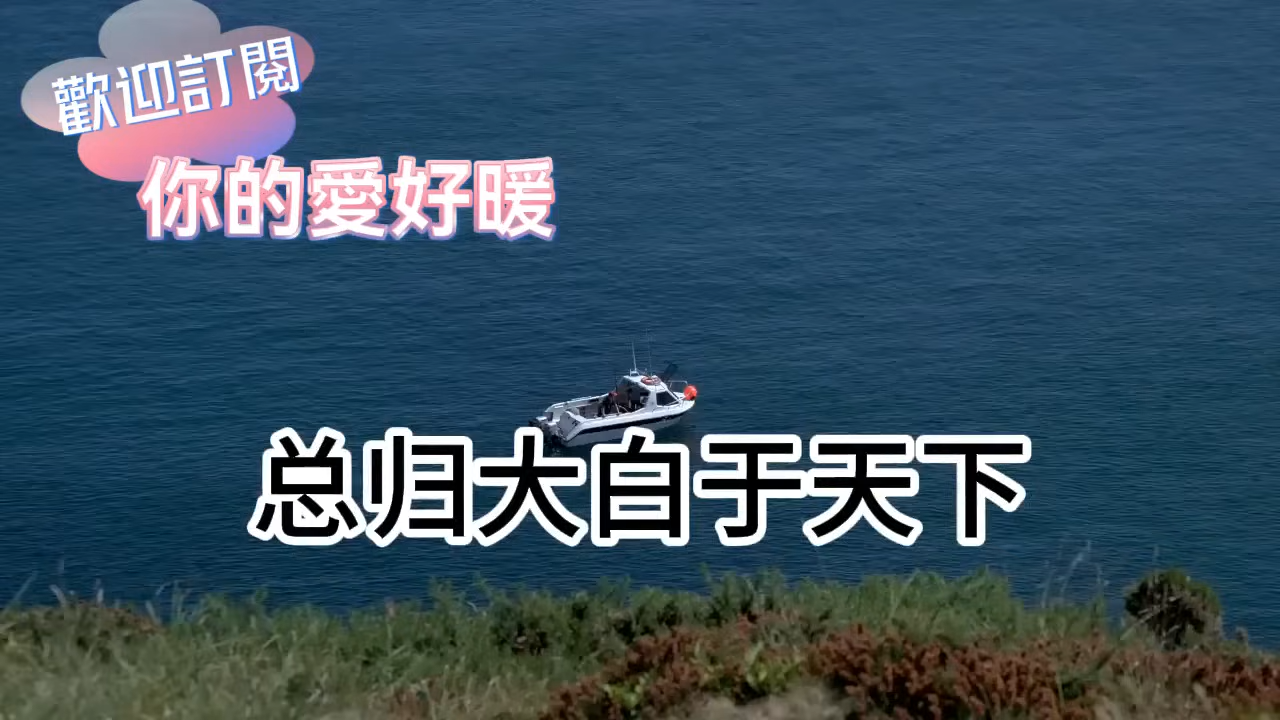 歡迎訂閱
你的愛好暖
总归大白于天下